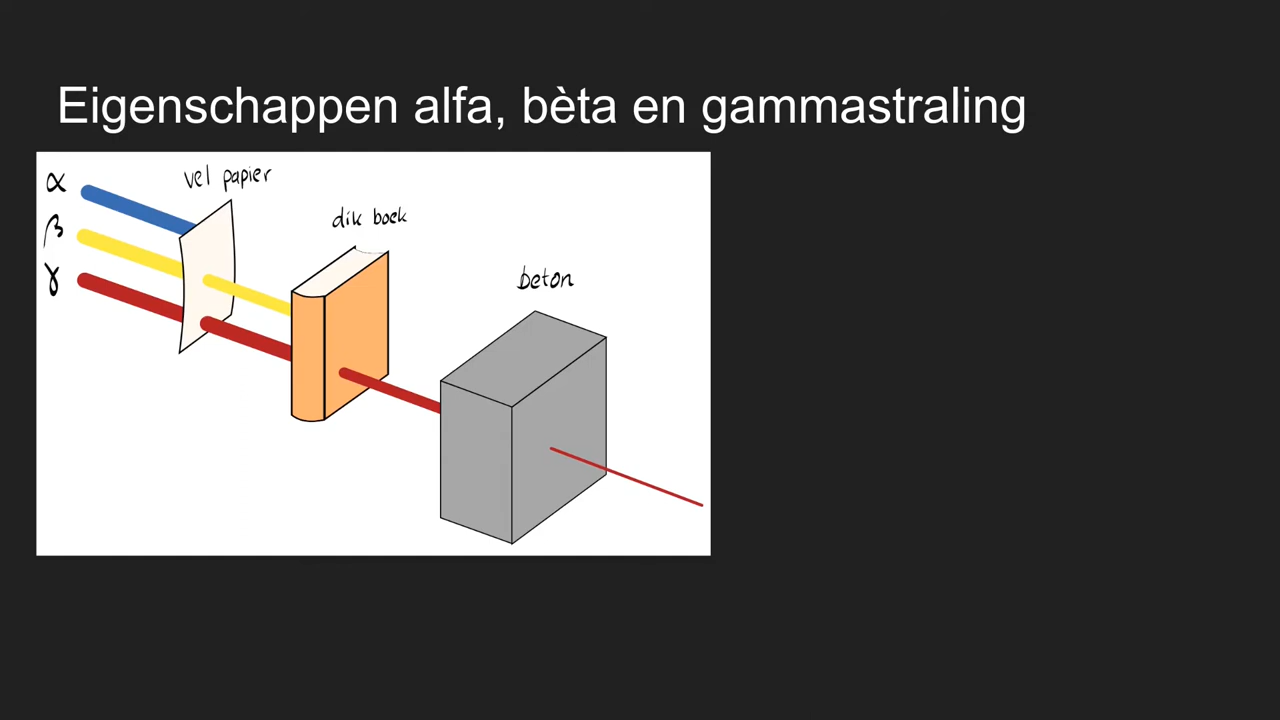 Eigenschappen alfa, bèta en gammastraling
vel papier
α
dik boek
β
γ
beton